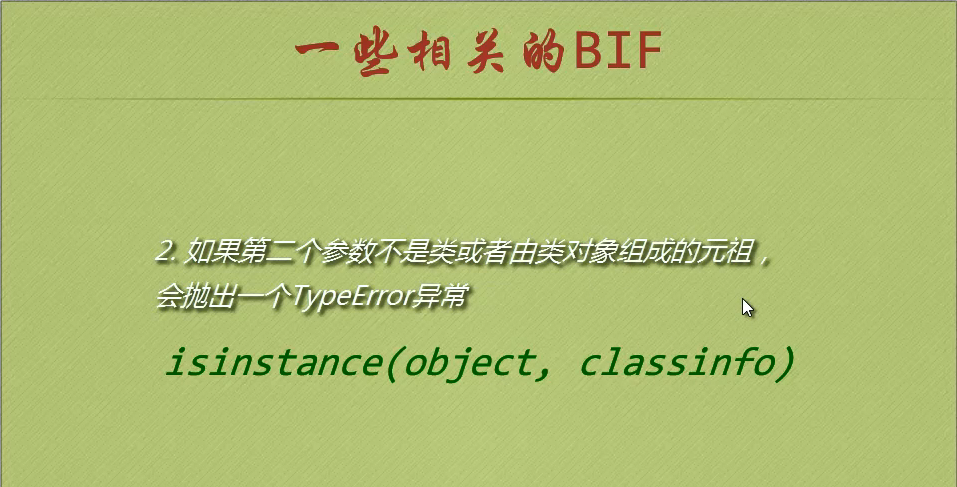 一些相关的BIF
2. 如果第二个参数不是类或者由类对象组成的元祖，
会抛出一个TypeError异常
isinstance(object, classinfo)